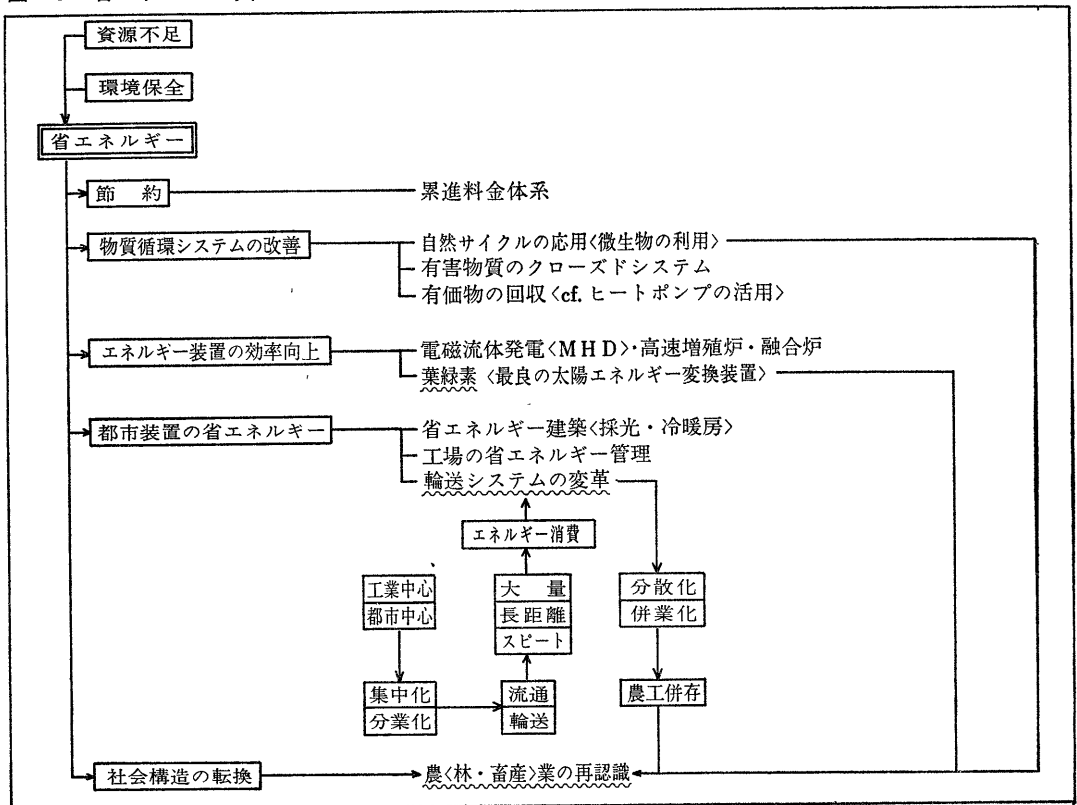 資源不足
環境保全
省エネルギー
節 約
累進料金体系
物質循環システムの改善
自然サイクルの応用〈微生物の利用〉
有害物質のクローズドシステム
有価物の回収〈cf.ヒートポンプの活用〉
エネルギー装置の効率向上
電磁流体発電〈MHD〉・高速増殖炉・融合炉
葉緑素〈最良の太陽エネルギー変換装置〉
都市装置の省エネルギー
省エネルギー建築〈採光・冷暖房〉
工場の省エネルギー管理
輸送システムの変革
エネルギー消費
工業中心
都市中心
大 量
長距離
スピート
分散化
併業化
集中化
分業化
流通
輸送
農工併存
社会構造の転換
農〈林・畜産〉業の再認識